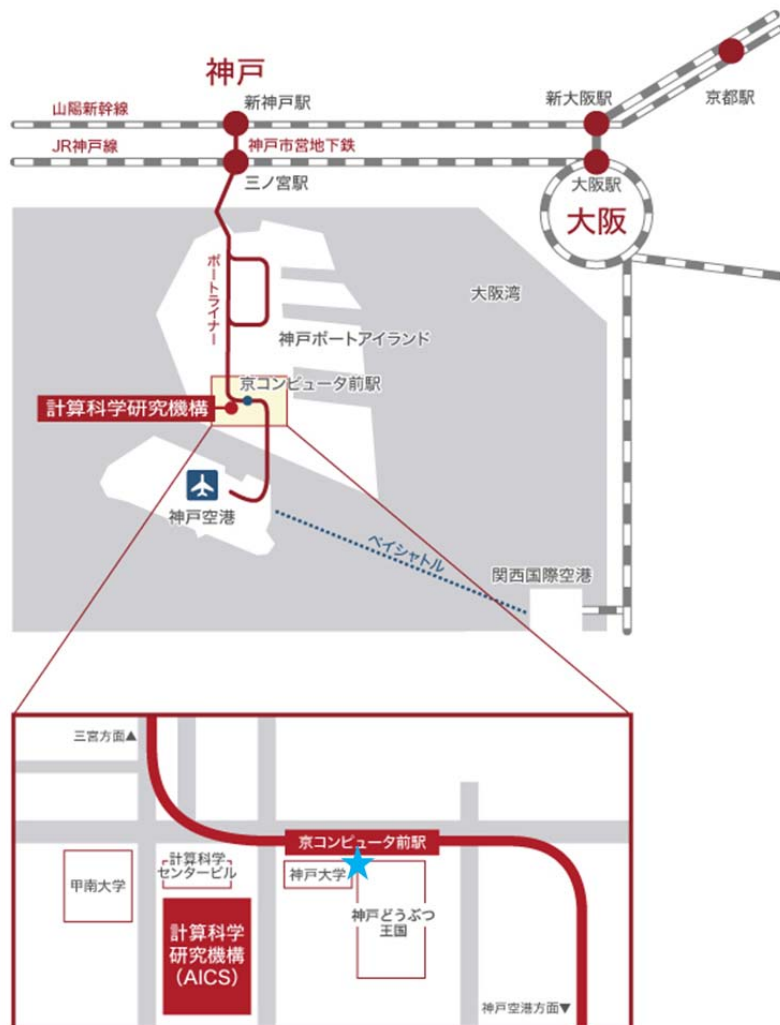 神戸
山陽新幹線
新神戸駅
新大阪駅
京都駅
JR神戸線
神戸市営地下鉄
三ノ宮駅
大阪駅
大阪
ポートライナー
大阪湾
神戸ポートアイランド
京コンピュータ前駅
計算科学研究機構
神戸空港
ベイシャトル
関西国際空港
三宮方面▲
京コンピュータ前駅
甲南大学
計算科学
センタービル
神戸大学
神戸どうぶつ
王国
計算科学
研究機構
(AICS)
神戸空港方面▼